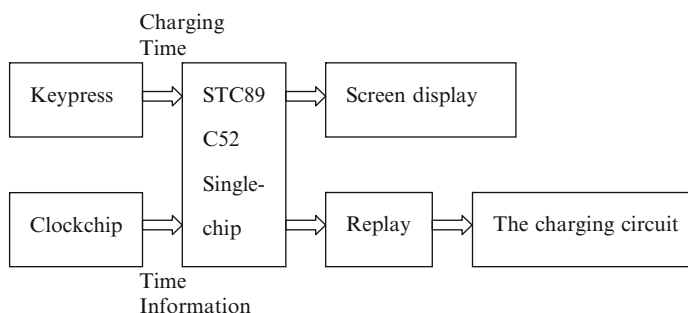 Charging
Time
Keypress
STC89
C52
Single-
chip
Screen display
Clockchip
Replay
The charging circuit
Time
Information